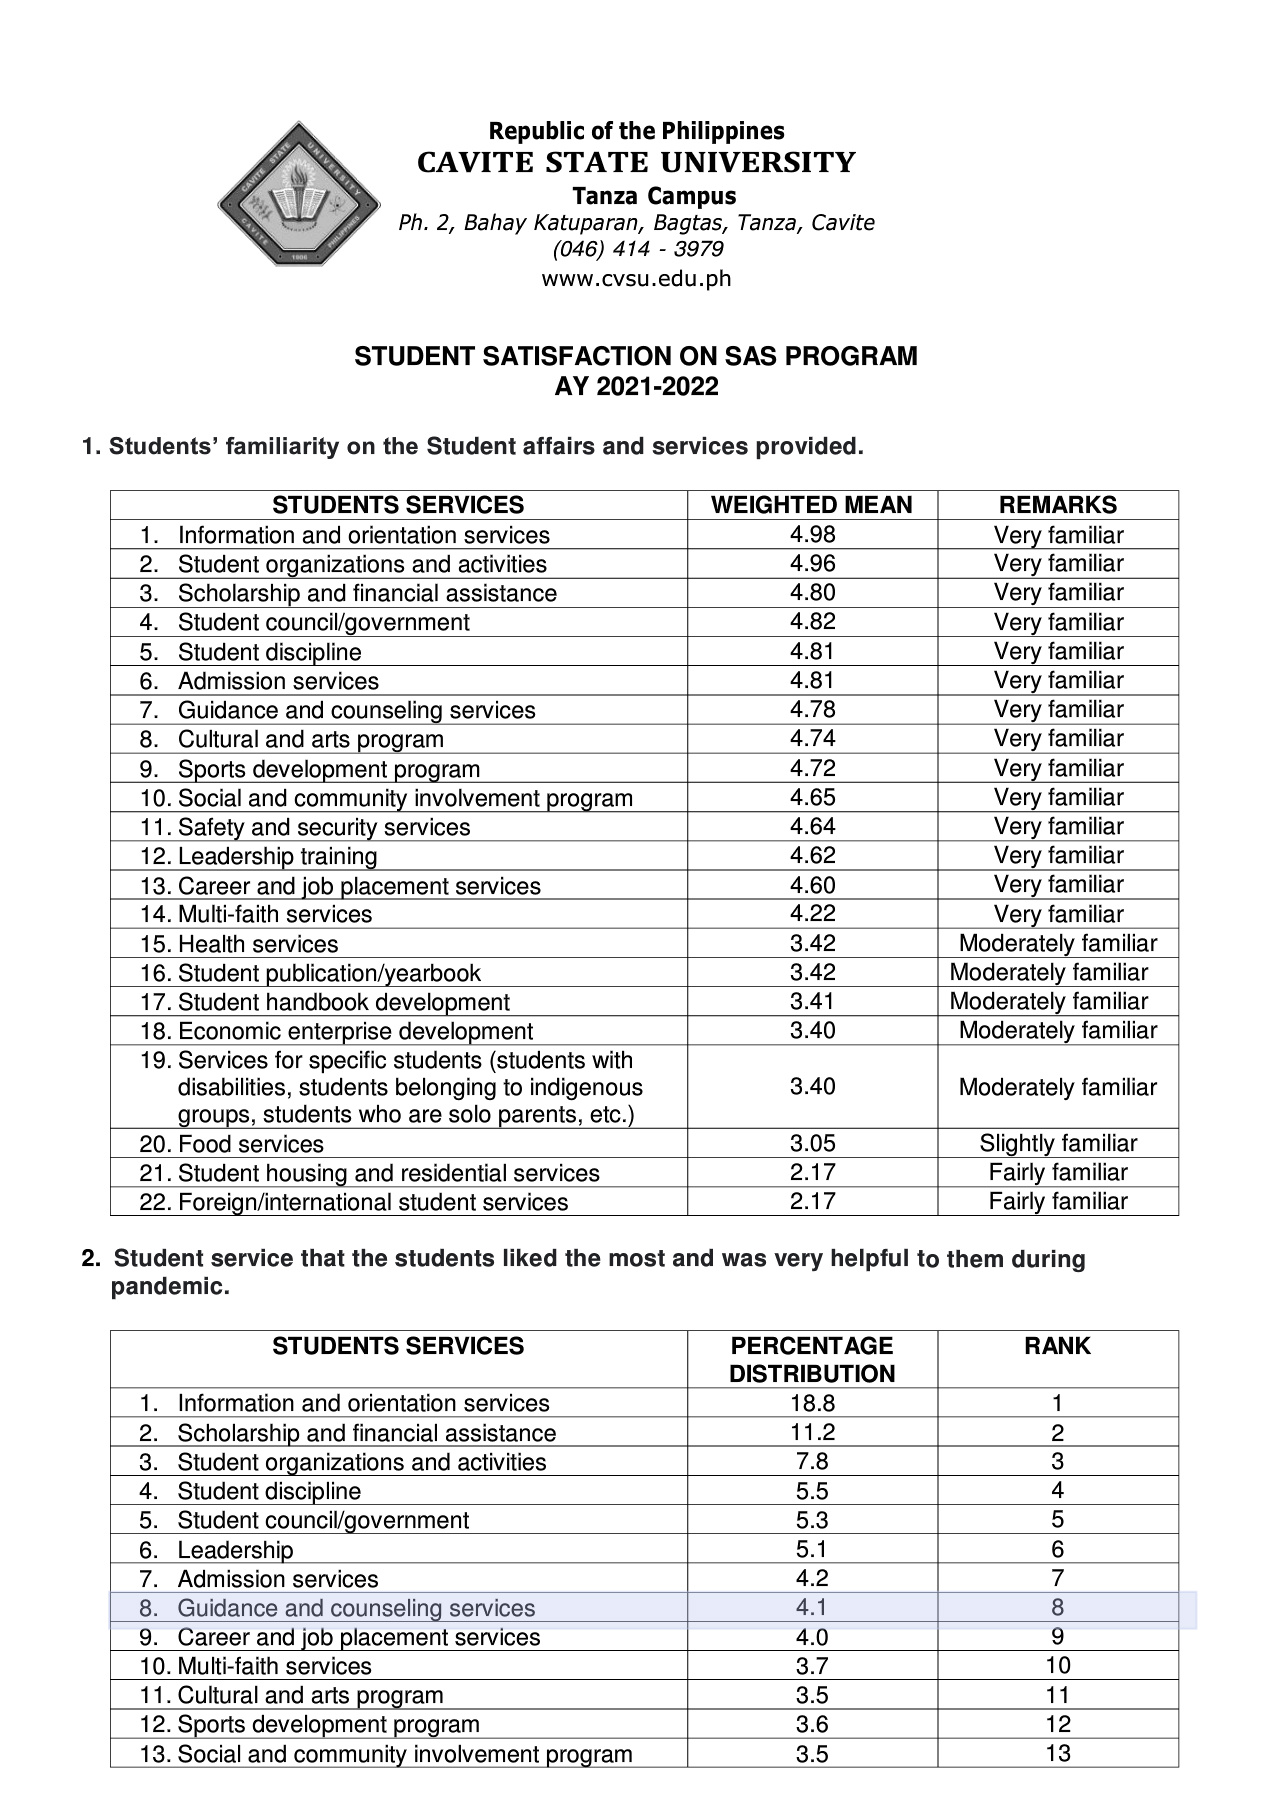 Republic of the Philippines
CAVITE STATE UNIVERSITY
Tanza Campus
Ph. 2, Bahay Katuparan, Bagtas, Tanza, Cavite
(046) 414 - 3979
www.cvsu.edu.ph
CAVITE STATE UNIVERSITY
CAVITE PHILIPPINES
1906
STUDENT SATISFACTION ON SAS PROGRAM
AY 2021-2022
1. Students’ familiarity on the Student affairs and services provided.
STUDENTS SERVICES WEIGHTED MEAN REMARKS
1. Information and orientation services 4.98 Very familiar
2. Student organizations and activities 4.96 Very familiar
3. Scholarship and financial assistance 4.80 Very familiar
4. Student council/government 4.82 Very familiar
5. Student discipline 4.81 Very familiar
6. Admission services 4.81 Very familiar
7. Guidance and counseling services 4.78 Very familiar
8. Cultural and arts program 4.74 Very familiar
9. Sports development program 4.72 Very familiar
10. Social and community involvement program 4.65 Very familiar
11. Safety and security services 4.64 Very familiar
12. Leadership training 4.62 Very familiar
13. Career and job placement services 4.60 Very familiar
14. Multi-faith services 4.22 Very familiar
15. Health services 3.42 Moderately familiar
16. Student publication/yearbook 3.42 Moderately familiar
17. Student handbook development 3.41 Moderately familiar
18. Economic enterprise development 3.40 Moderately familiar
19. Services for specific students (students with
disabilities, students belonging to indigenous 3.40 Moderately familiar
groups, students who are solo parents, etc.)
20. Food services 3.05 Slightly familiar
21. Student housing and residential services 2.17 Fairly familiar
22. Foreign/international student services 2.17 Fairly familiar
2. Student service that the students liked the most and was very helpful to them during
pandemic.
STUDENTS SERVICES PERCENTAGE RANK
DISTRIBUTION
1. Information and orientation services 18.8 1
2. Scholarship and financial assistance 11.2 2
3. Student organizations and activities 7.8 3
4. Student discipline 5.5 4
5. Student council/government 5.3 5
6. Leadership 5.1 6
7. Admission services 4.2 7
8. Guidance and counseling services 4.1 8
9. Career and job placement services 4.0 9
10. Multi-faith services 3.7 10
11. Cultural and arts program 3.5 11
12. Sports development program 3.6 12
13. Social and community involvement program 3.5 13